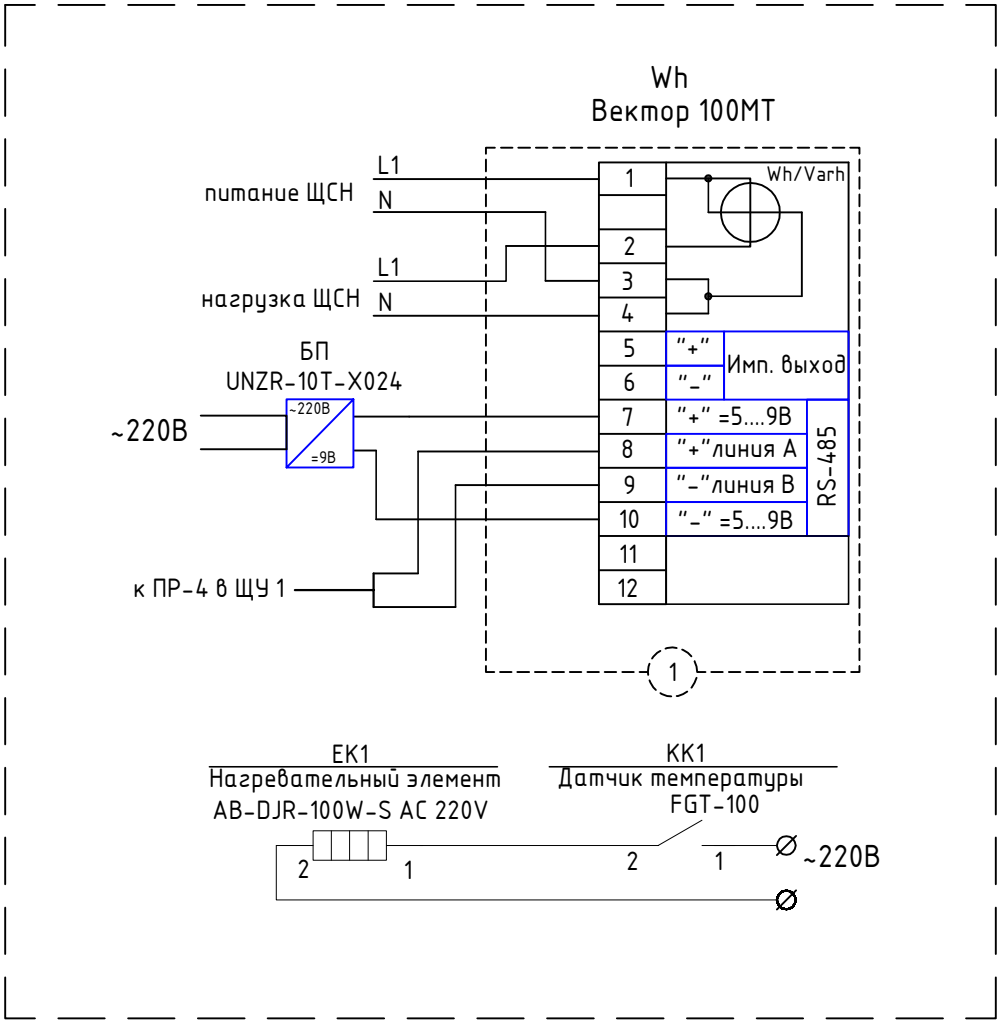 Wh
Вектор 100МТ
L1
питание ЩСН
N
L1
нагрузка ЩСН
N
1
2
3
4
5
6
7
8
9
10
11
12
Wh/Varh
"+"
"-"
Имп. выход
"+" =5....9В
"+"линия А
"-"линия В
"-" =5....9В
RS-485
БП
UNZR-10T-X024
~220В
~220В
=9В
к ПР-4 в ЩУ 1
1
EK1
Нагревательный элемент
AB-DJR-100W-S AC 220V
2
1
KK1
Датчик температуры
FGT-100
2
1
~220В